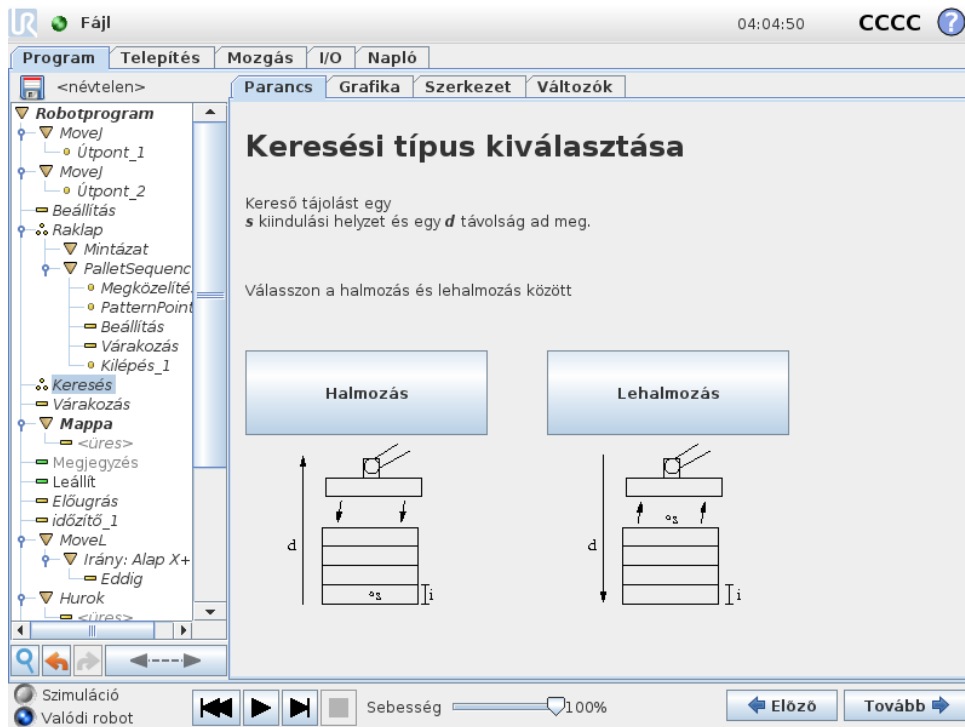 UR Fájl 04:04:50 CCCC ?
Program Telepítés Mozgás I/O Napló
<névtelen>
Parancs Grafika Szerkezet Változók
Robotprogram
MoveJ
Útpont_1
MoveJ
Útpont_2
Beállítás
Raklap
Mintázat
PalletSequenc
Megközelíté
PatternPoint
Beállítás
Várakozás
Kilépés_1
Keresés
Várakozás
Mappa
<üres>
Megjegyzés
Leállít
Előugrás
időzítő_1
MoveL
Irány: Alap X+
Eddig
Hurok
<üres>
Keresési típus kiválasztása
Kereső tájolást egy
s kiindulási helyzet és egy d távolság ad meg.
Válasszon a halmozás és lehalmozás között
Halmozás Lehalmozás
d s i
d s i
Szimuláció
Valódi robot
Sebesség 100%
Előző Tovább